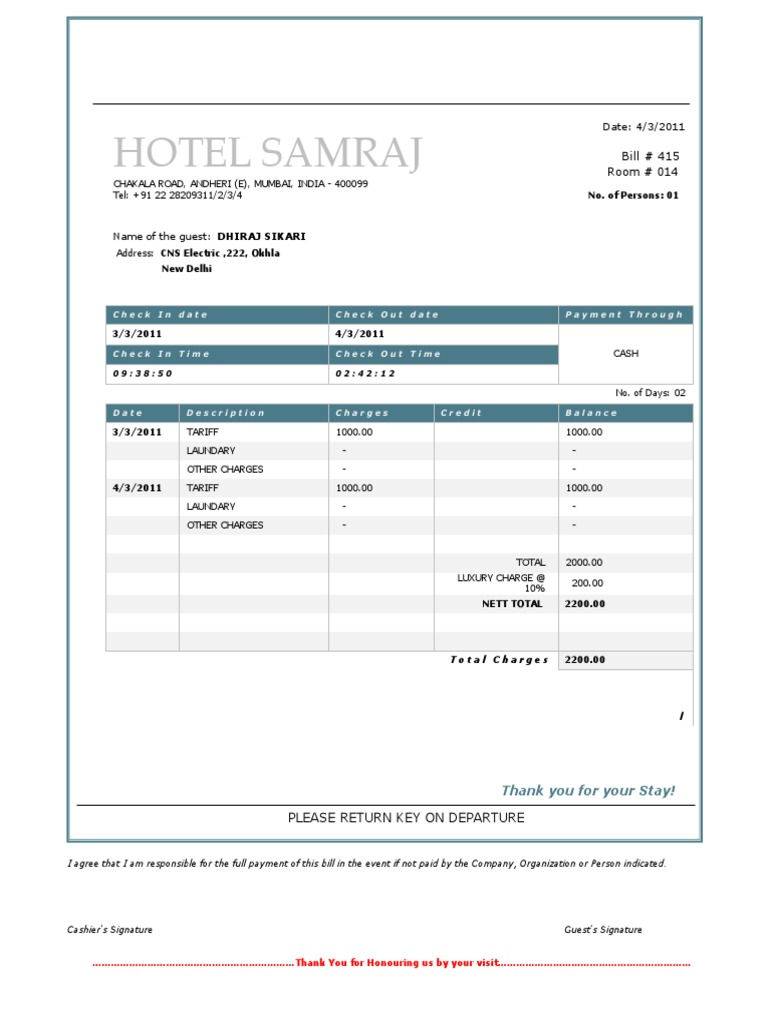 Date: 4/3/2011
HOTEL SAMRAJ
Bill # 415
Room # 014
CHAKALA ROAD, ANDHERI (E), MUMBAI, INDIA - 400099
Tel: +91 22 28209311/2/3/4
No. of Persons: 01
Name of the guest: DHIRAJ SIKARI
Address: CNS Electric ,222, Okhla
New Delhi
Check In date Check Out date Payment Through
3/3/2011 4/3/2011
Check In Time Check Out Time CASH
09:38:50 02:42:12
No. of Days: 02
Date Description Charges Credit Balance
3/3/2011 TARIFF 1000.00 1000.00
LAUNDARY - -
OTHER CHARGES - -
4/3/2011 TARIFF 1000.00 1000.00
LAUNDARY - -
OTHER CHARGES - -
TOTAL 2000.00
LUXURY CHARGE @
10% 200.00
NETT TOTAL 2200.00
Total Charges 2200.00
/
Thank you for your Stay!
PLEASE RETURN KEY ON DEPARTURE
I agree that I am responsible for the full payment of this bill in the event if not paid by the Company, Organization or Person indicated.
Cashier's Signature Guest's Signature
……………………………………………………………Thank You for Honouring us by your visit…………………………………………………………